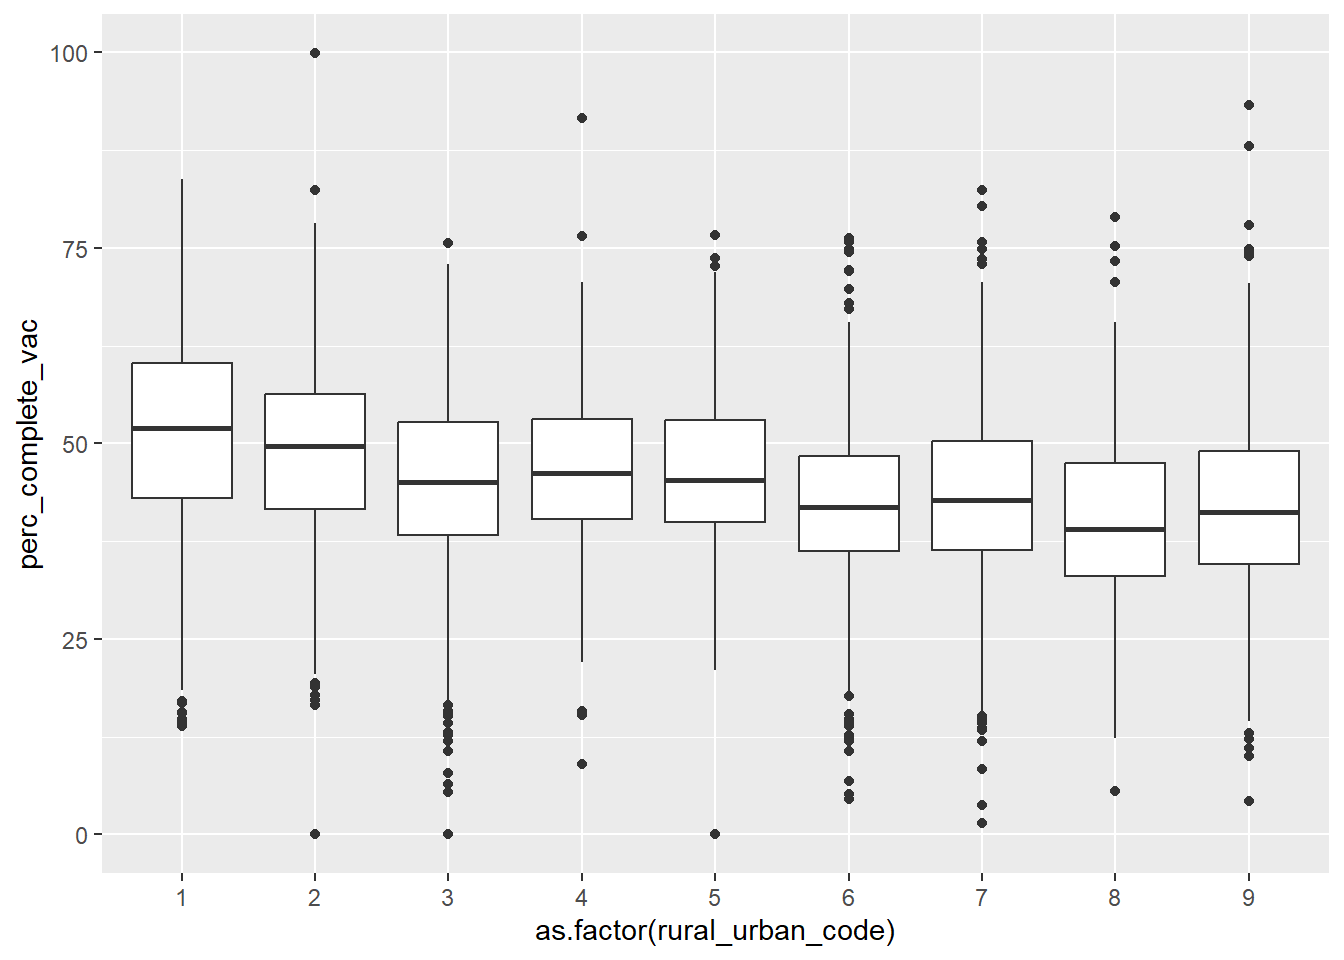 perc_complete_vac
100
75
50
25
0
1 2 3 4 5 6 7 8 9
as.factor(rural_urban_code)